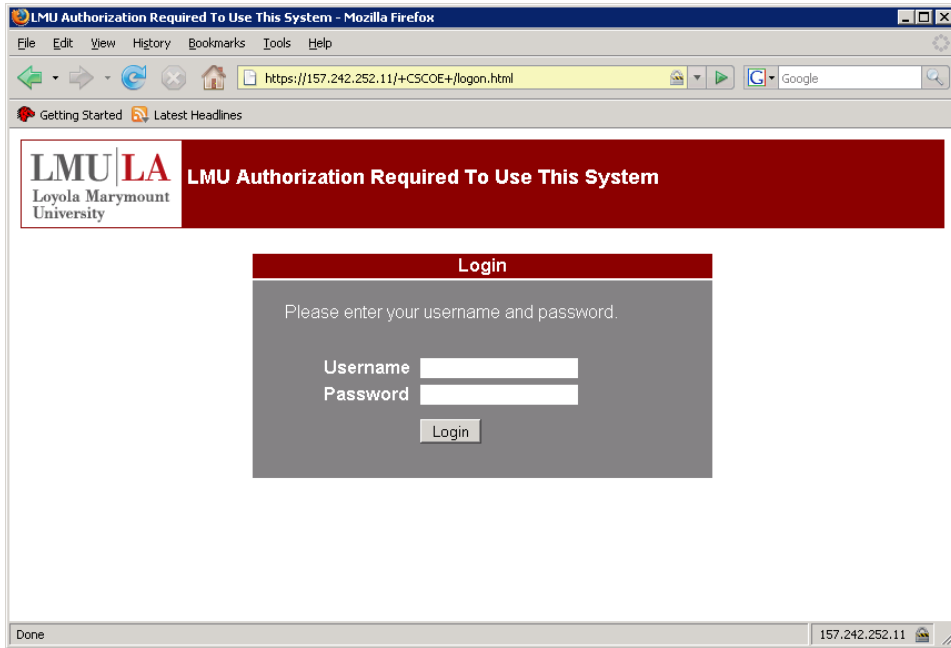 LMU Authorization Required To Use This System - Mozilla Firefox
File Edit View History Bookmarks Tools Help
https://157.242.252.11/+CSCOE+/logon.html G Google
Getting Started Latest Headlines
LMU|LA
Loyola Marymount
University
LMU Authorization Required To Use This System
Login
Please enter your username and password.
Username
Password
Login
Done 157.242.252.11